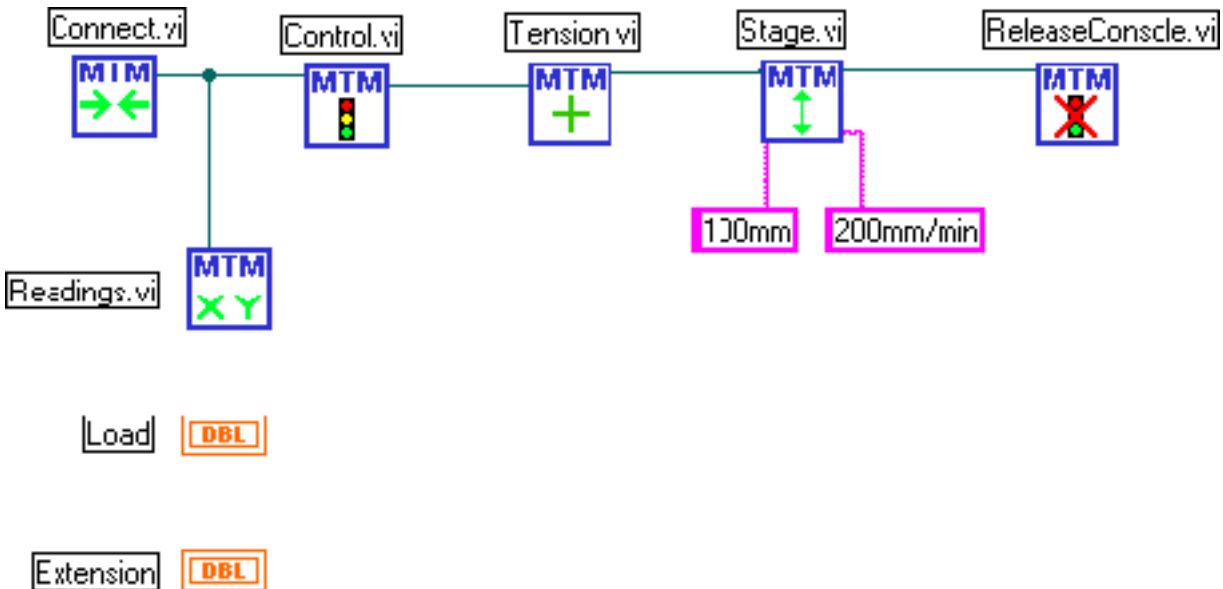 Connect.vi
Control.vi
Tension vi
Stage.vi
ReleaseConscle.vi
MTM
MTM
MTM
MTM
MTM
100mm
200mm/min
Readings.vi
MTM
X Y
Load
DBL
Extension
DBL